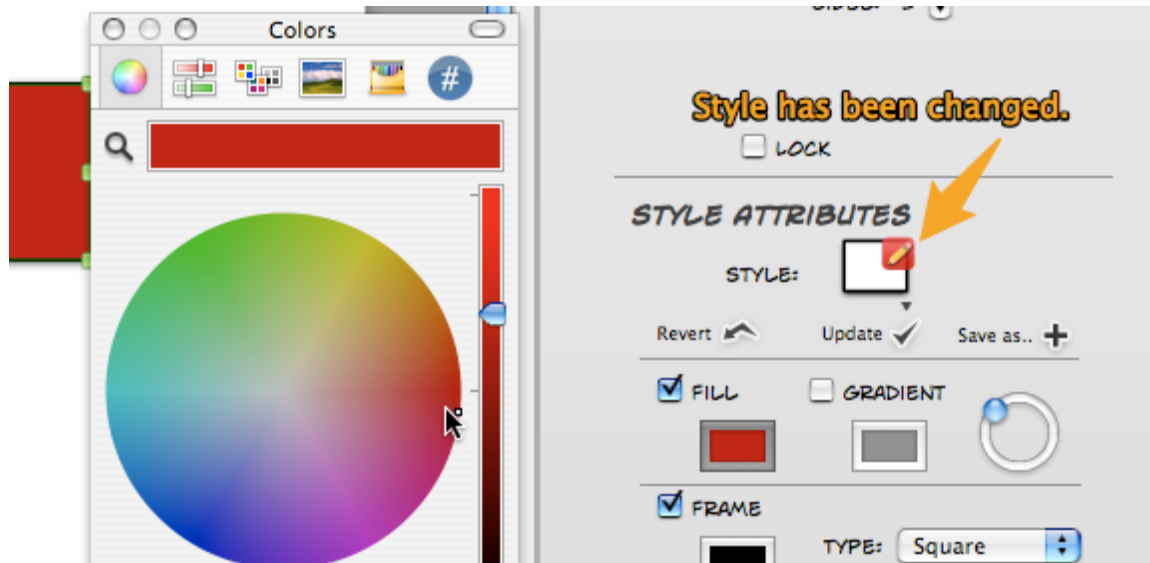 Colors
#
Style has been changed.
LOCK
STYLE ATTRIBUTES
STYLE:
Revert
Update
Save as..
FILL
GRADIENT
FRAME
TYPE: Square